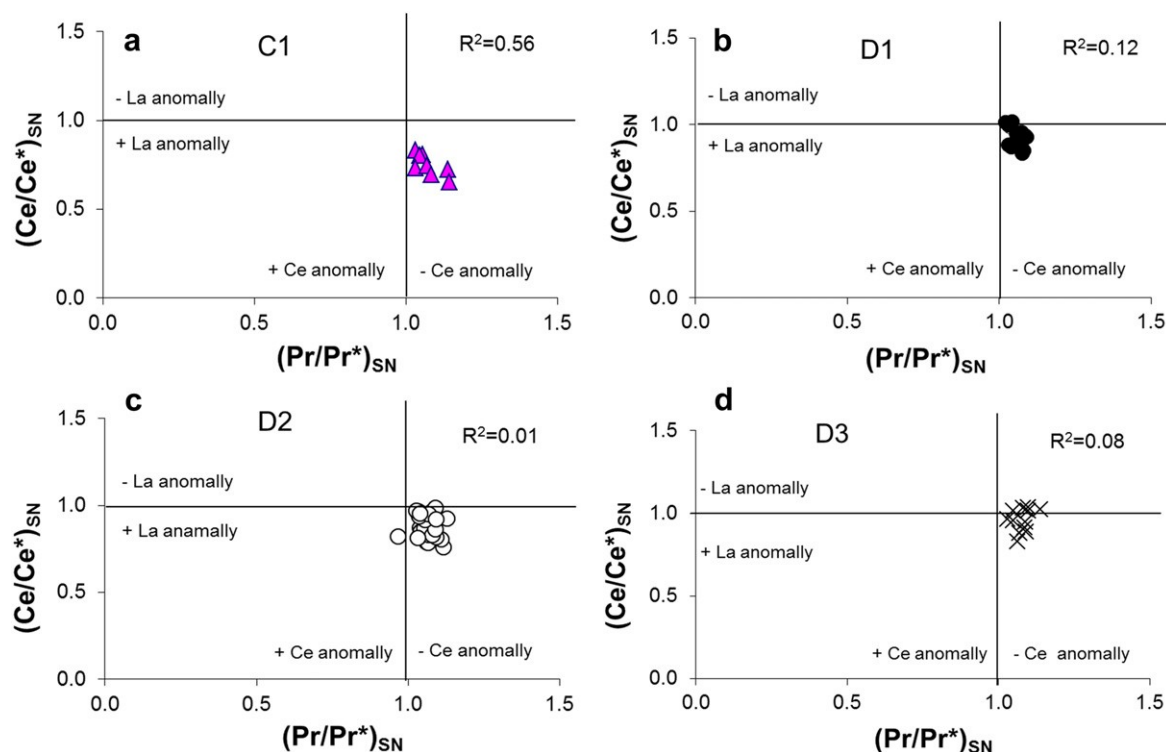 a
C1
R²=0.56
1.5
1.0
0.5
0.0
- La anomally
+ La anomally
+ Ce anomally
- Ce anomally
0.0 0.5 1.0 1.5
(Ce/Ce*)SN
(Pr/Pr*)SN
b
D1
R²=0.12
1.5
1.0
0.5
0.0
- La anomally
+ La anomally
+ Ce anomally
- Ce anomally
0.0 0.5 1.0 1.5
(Ce/Ce*)SN
(Pr/Pr*)SN
c
D2
R²=0.01
1.5
1.0
0.5
0.0
- La anomally
+ La anamally
+ Ce anomally
- Ce anomally
0.0 0.5 1.0 1.5
(Ce/Ce*)SN
(Pr/Pr*)SN
d
D3
R²=0.08
1.5
1.0
0.5
0.0
- La anomally
+ La anomally
+ Ce anomally
- Ce anomally
0.0 0.5 1.0 1.5
(Ce/Ce*)SN
(Pr/Pr*)SN